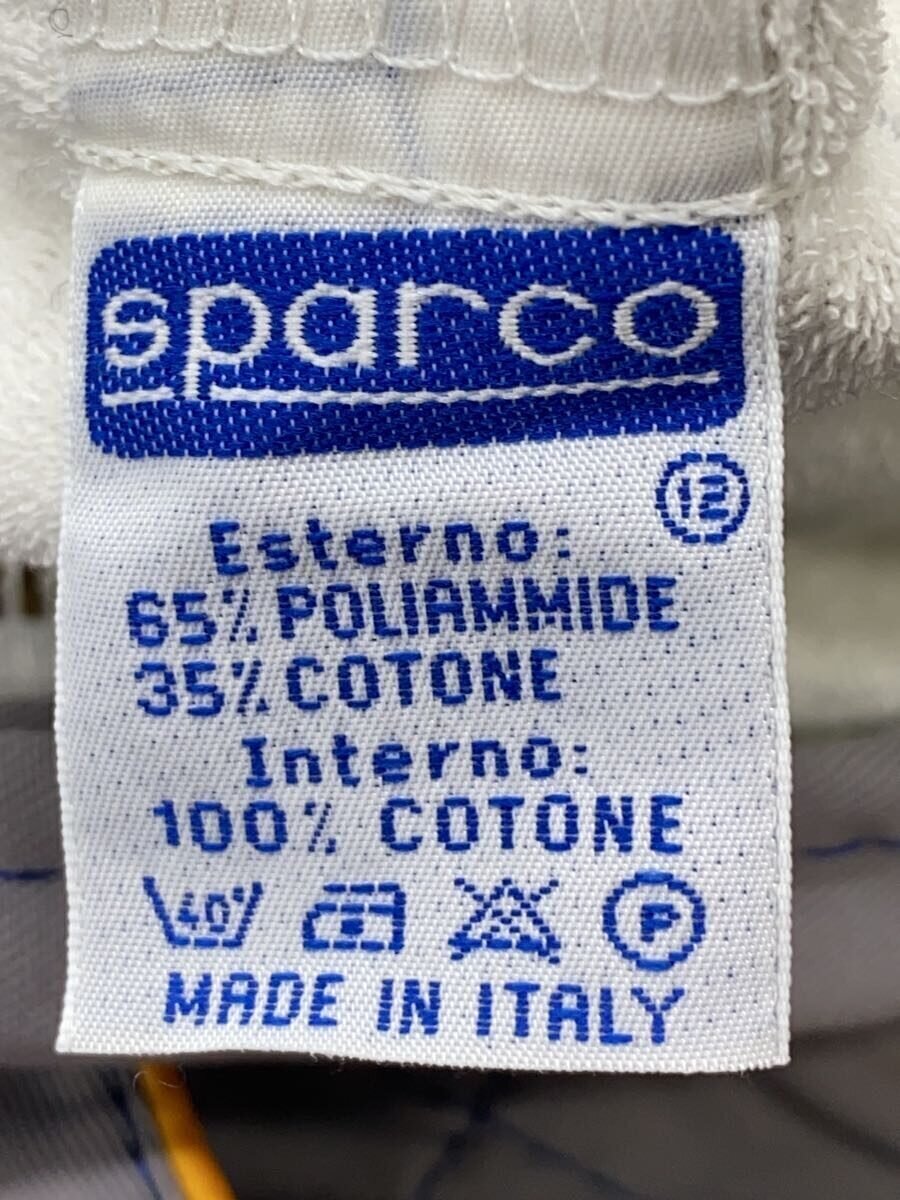 sparco
12
Esterno:
65% POLIAMMIDE
35% COTONE
Interno:
100% COTONE
40° P
MADE IN ITALY